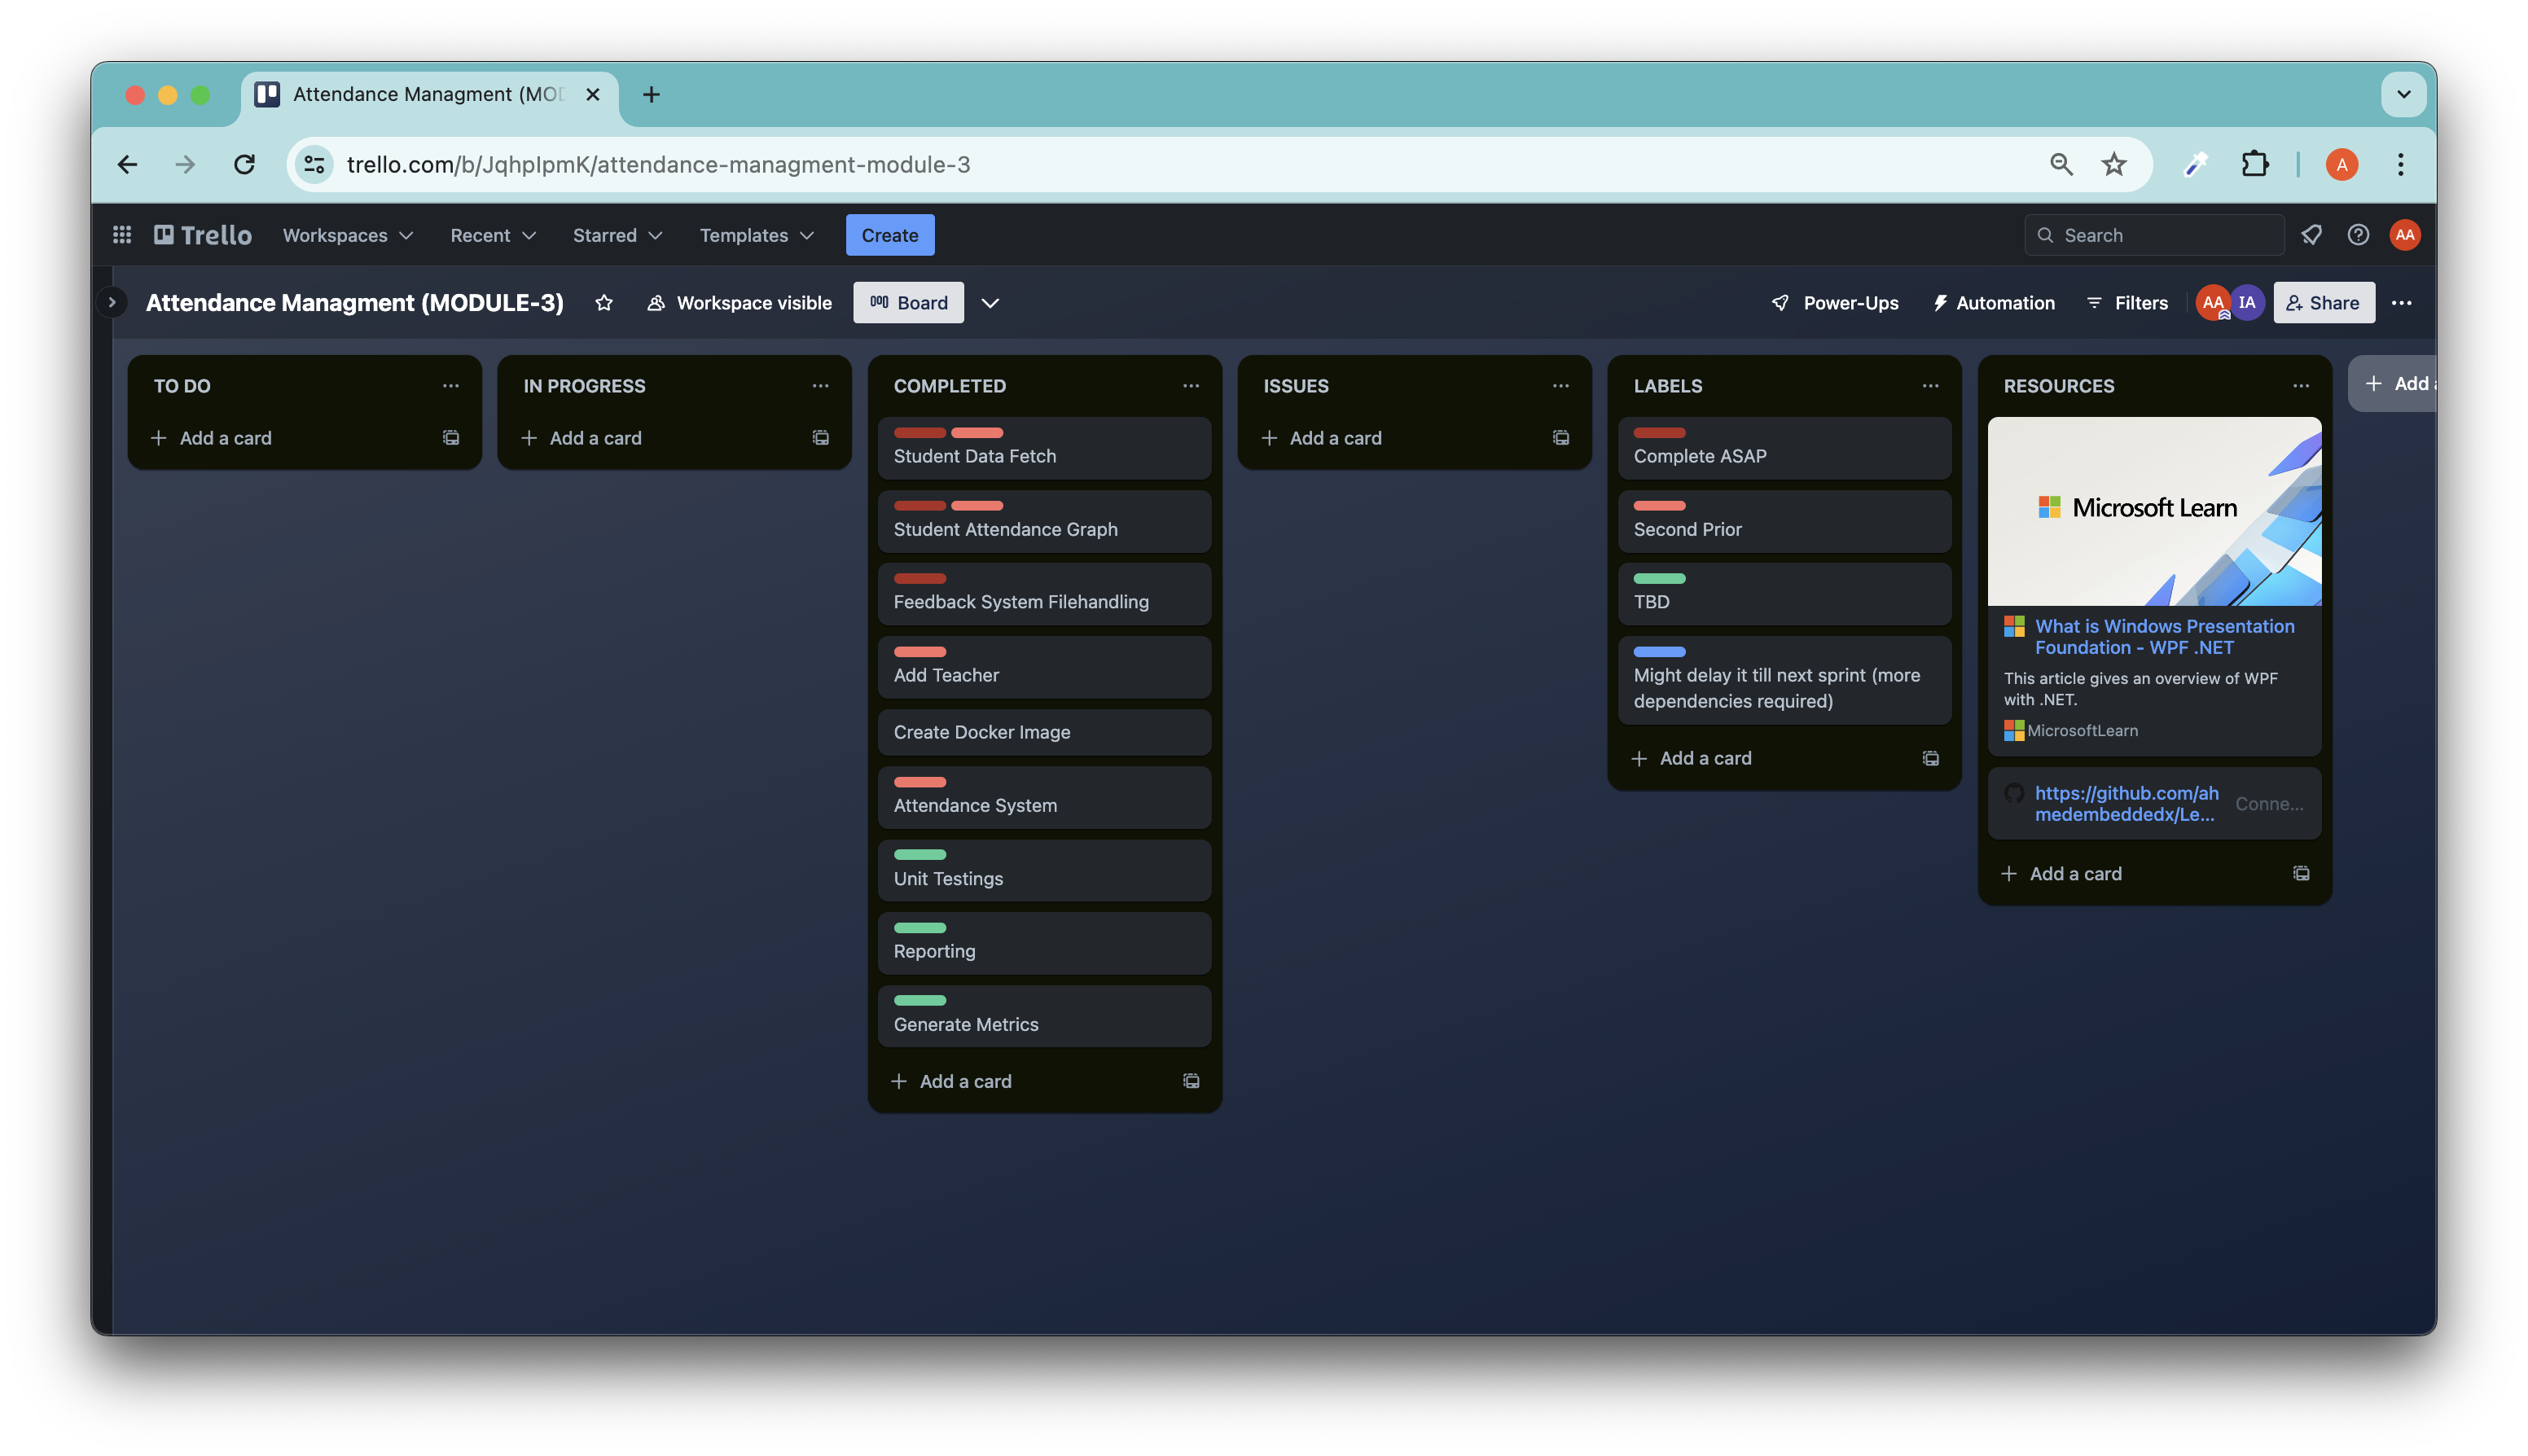 Attendance Managment (MOD
trello.com/b/JqhpIpmK/attendance-managment-module-3
A
Trello
Workspaces
Recent
Starred
Templates
Create
Search
AA
Attendance Managment (MODULE-3)
Workspace visible
Board
Power-Ups
Automation
Filters
AA
IA
Share
TO DO
Add a card
IN PROGRESS
Add a card
COMPLETED
Student Data Fetch
Student Attendance Graph
Feedback System Filehandling
Add Teacher
Create Docker Image
Attendance System
Unit Testings
Reporting
Generate Metrics
Add a card
ISSUES
Add a card
LABELS
Complete ASAP
Second Prior
TBD
Might delay it till next sprint (more
dependencies required)
Add a card
RESOURCES
Microsoft Learn
What is Windows Presentation
Foundation - WPF .NET
This article gives an overview of WPF
with .NET.
MicrosoftLearn
https://github.com/ah
medembeddedx/Le...
Conne...
Add a card
Add